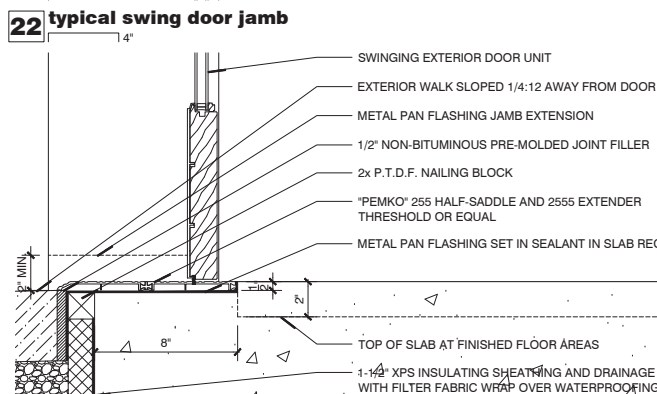 22 typical swing door jamb
4"
SWINGING EXTERIOR DOOR UNIT
EXTERIOR WALK SLOPED 1/4:12 AWAY FROM DOOR
METAL PAN FLASHING JAMB EXTENSION
1/2" NON-BITUMINOUS PRE-MOLDED JOINT FILLER
2x P.T.D.F. NAILING BLOCK
"PEMKO" 255 HALF-SADDLE AND 2555 EXTENDER
THRESHOLD OR EQUAL
METAL PAN FLASHING SET IN SEALANT IN SLAB REC
2" MIN.
1/2"
2"
8"
TOP OF SLAB AT FINISHED FLOOR AREAS
1-1/2" XPS INSULATING SHEATHING AND DRAINAGE
WITH FILTER FABRIC WRAP OVER WATERPROOFING